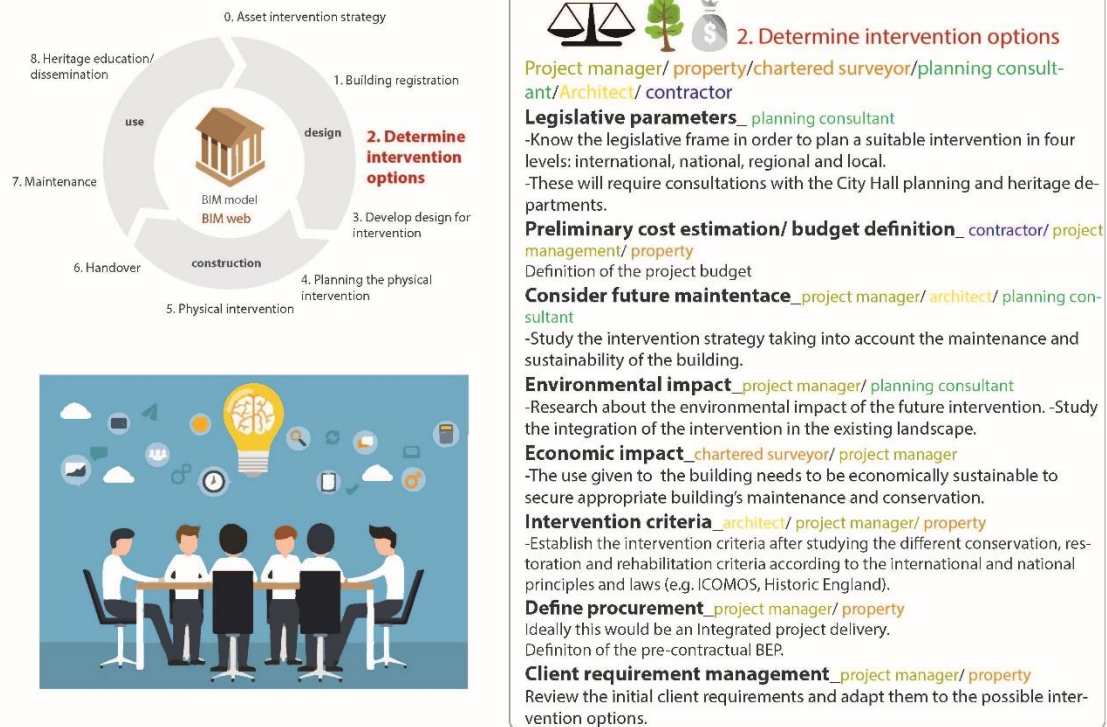 0. Asset intervention strategy
8. Heritage education/
dissemination
1. Building registration
use
design
2. Determine
intervention
options
7. Maintenance
BIM model
BIM web
3. Develop design for
intervention
6. Handover
construction
4. Planning the physical
intervention
5. Physical intervention
$
2. Determine intervention options
Project manager/ property/chartered surveyor/planning consult-
ant/Architect/ contractor
Legislative parameters_ planning consultant
-Know the legislative frame in order to plan a suitable intervention in four
levels: international, national, regional and local.
-These will require consultations with the City Hall planning and heritage de-
partments.
Preliminary cost estimation/ budget definition_ contractor/ project
management/ property
Definition of the project budget
Consider future maintentace_project manager/ architect/ planning con-
sultant
-Study the intervention strategy taking into account the maintenance and
sustainability of the building.
Environmental impact_project manager/ planning consultant
-Research about the environmental impact of the future intervention. -Study
the integration of the intervention in the existing landscape.
Economic impact_chartered surveyor/ project manager
-The use given to the building needs to be economically sustainable to
secure appropriate building's maintenance and conservation.
Intervention criteria_architect/ project manager/ property
-Establish the intervention criteria after studying the different conservation, res-
toration and rehabilitation criteria according to the international and national
principles and laws (e.g. ICOMOS, Historic England).
Define procurement_project manager/ property
Ideally this would be an Integrated project delivery.
Definiton of the pre-contractual BEP.
Client requirement management_project manager/ property
Review the initial client requirements and adapt them to the possible inter-
vention options.